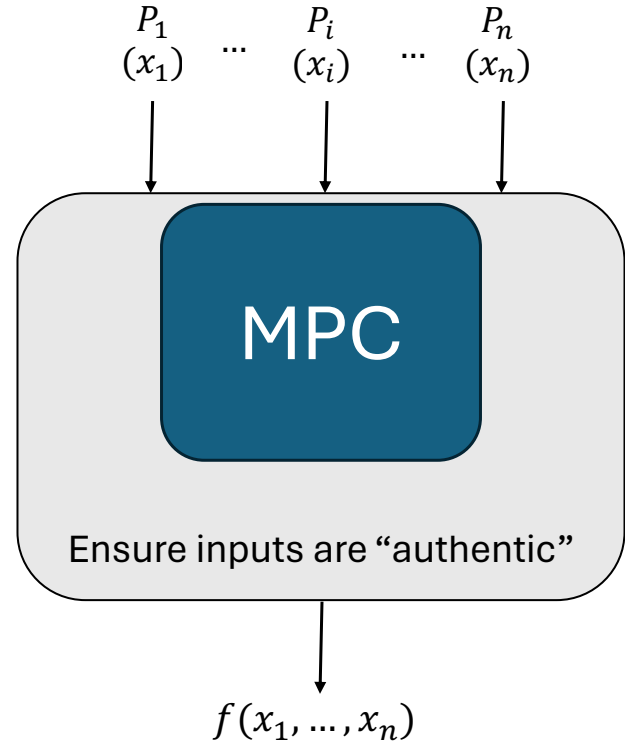 P₁ … Pᵢ … Pₙ
(x₁) (xᵢ) (xₙ)
MPC
Ensure inputs are “authentic”
f(x₁, … , xₙ)